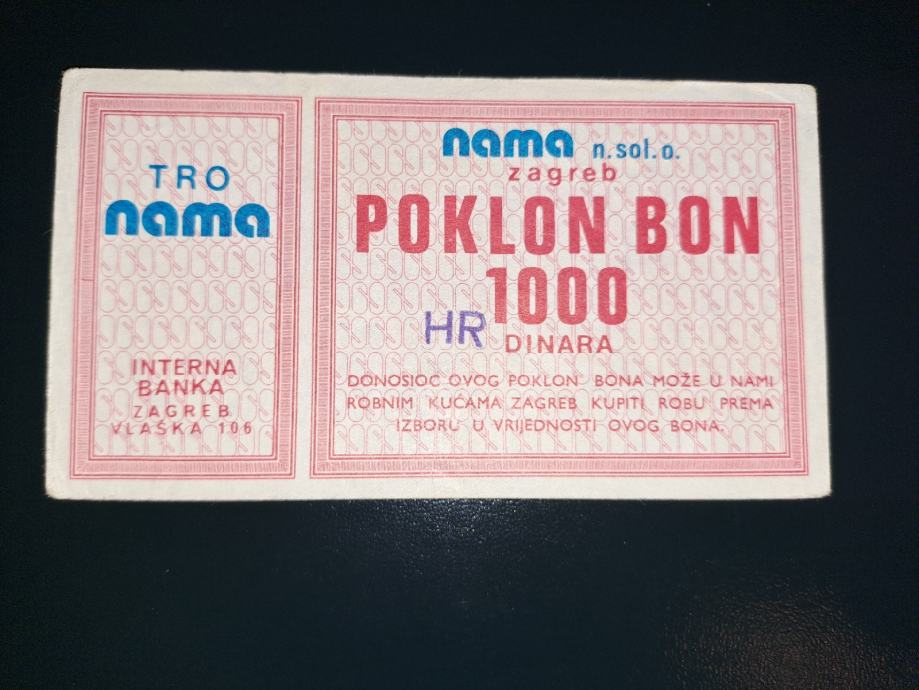 TRO
nama
INTERNA
BANKA
ZAGREB
VLAŠKA 106
nama n.sol.o.
zagreb
POKLON BON
1000
HR DINARA
DONOSIOC OVOG POKLON BONA MOŽE U NAMI
ROBNIM KUĆAMA ZAGREB KUPITI ROBU PREMA
IZBORU U VRIJEDNOSTI OVOG BONA.